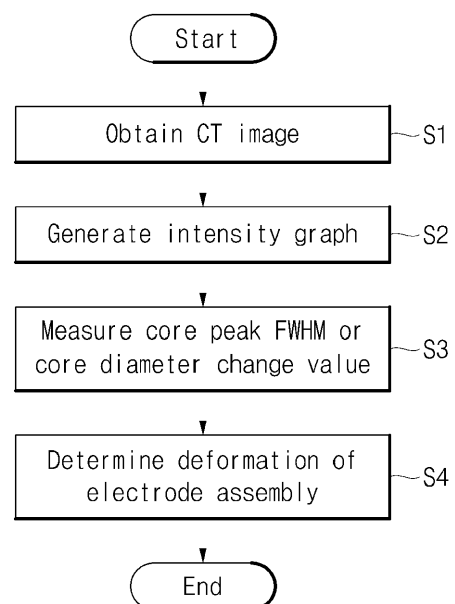 Start
Obtain CT image
S1
Generate intensity graph
S2
Measure core peak FWHM or
core diameter change value
S3
Determine deformation of
electrode assembly
S4
End